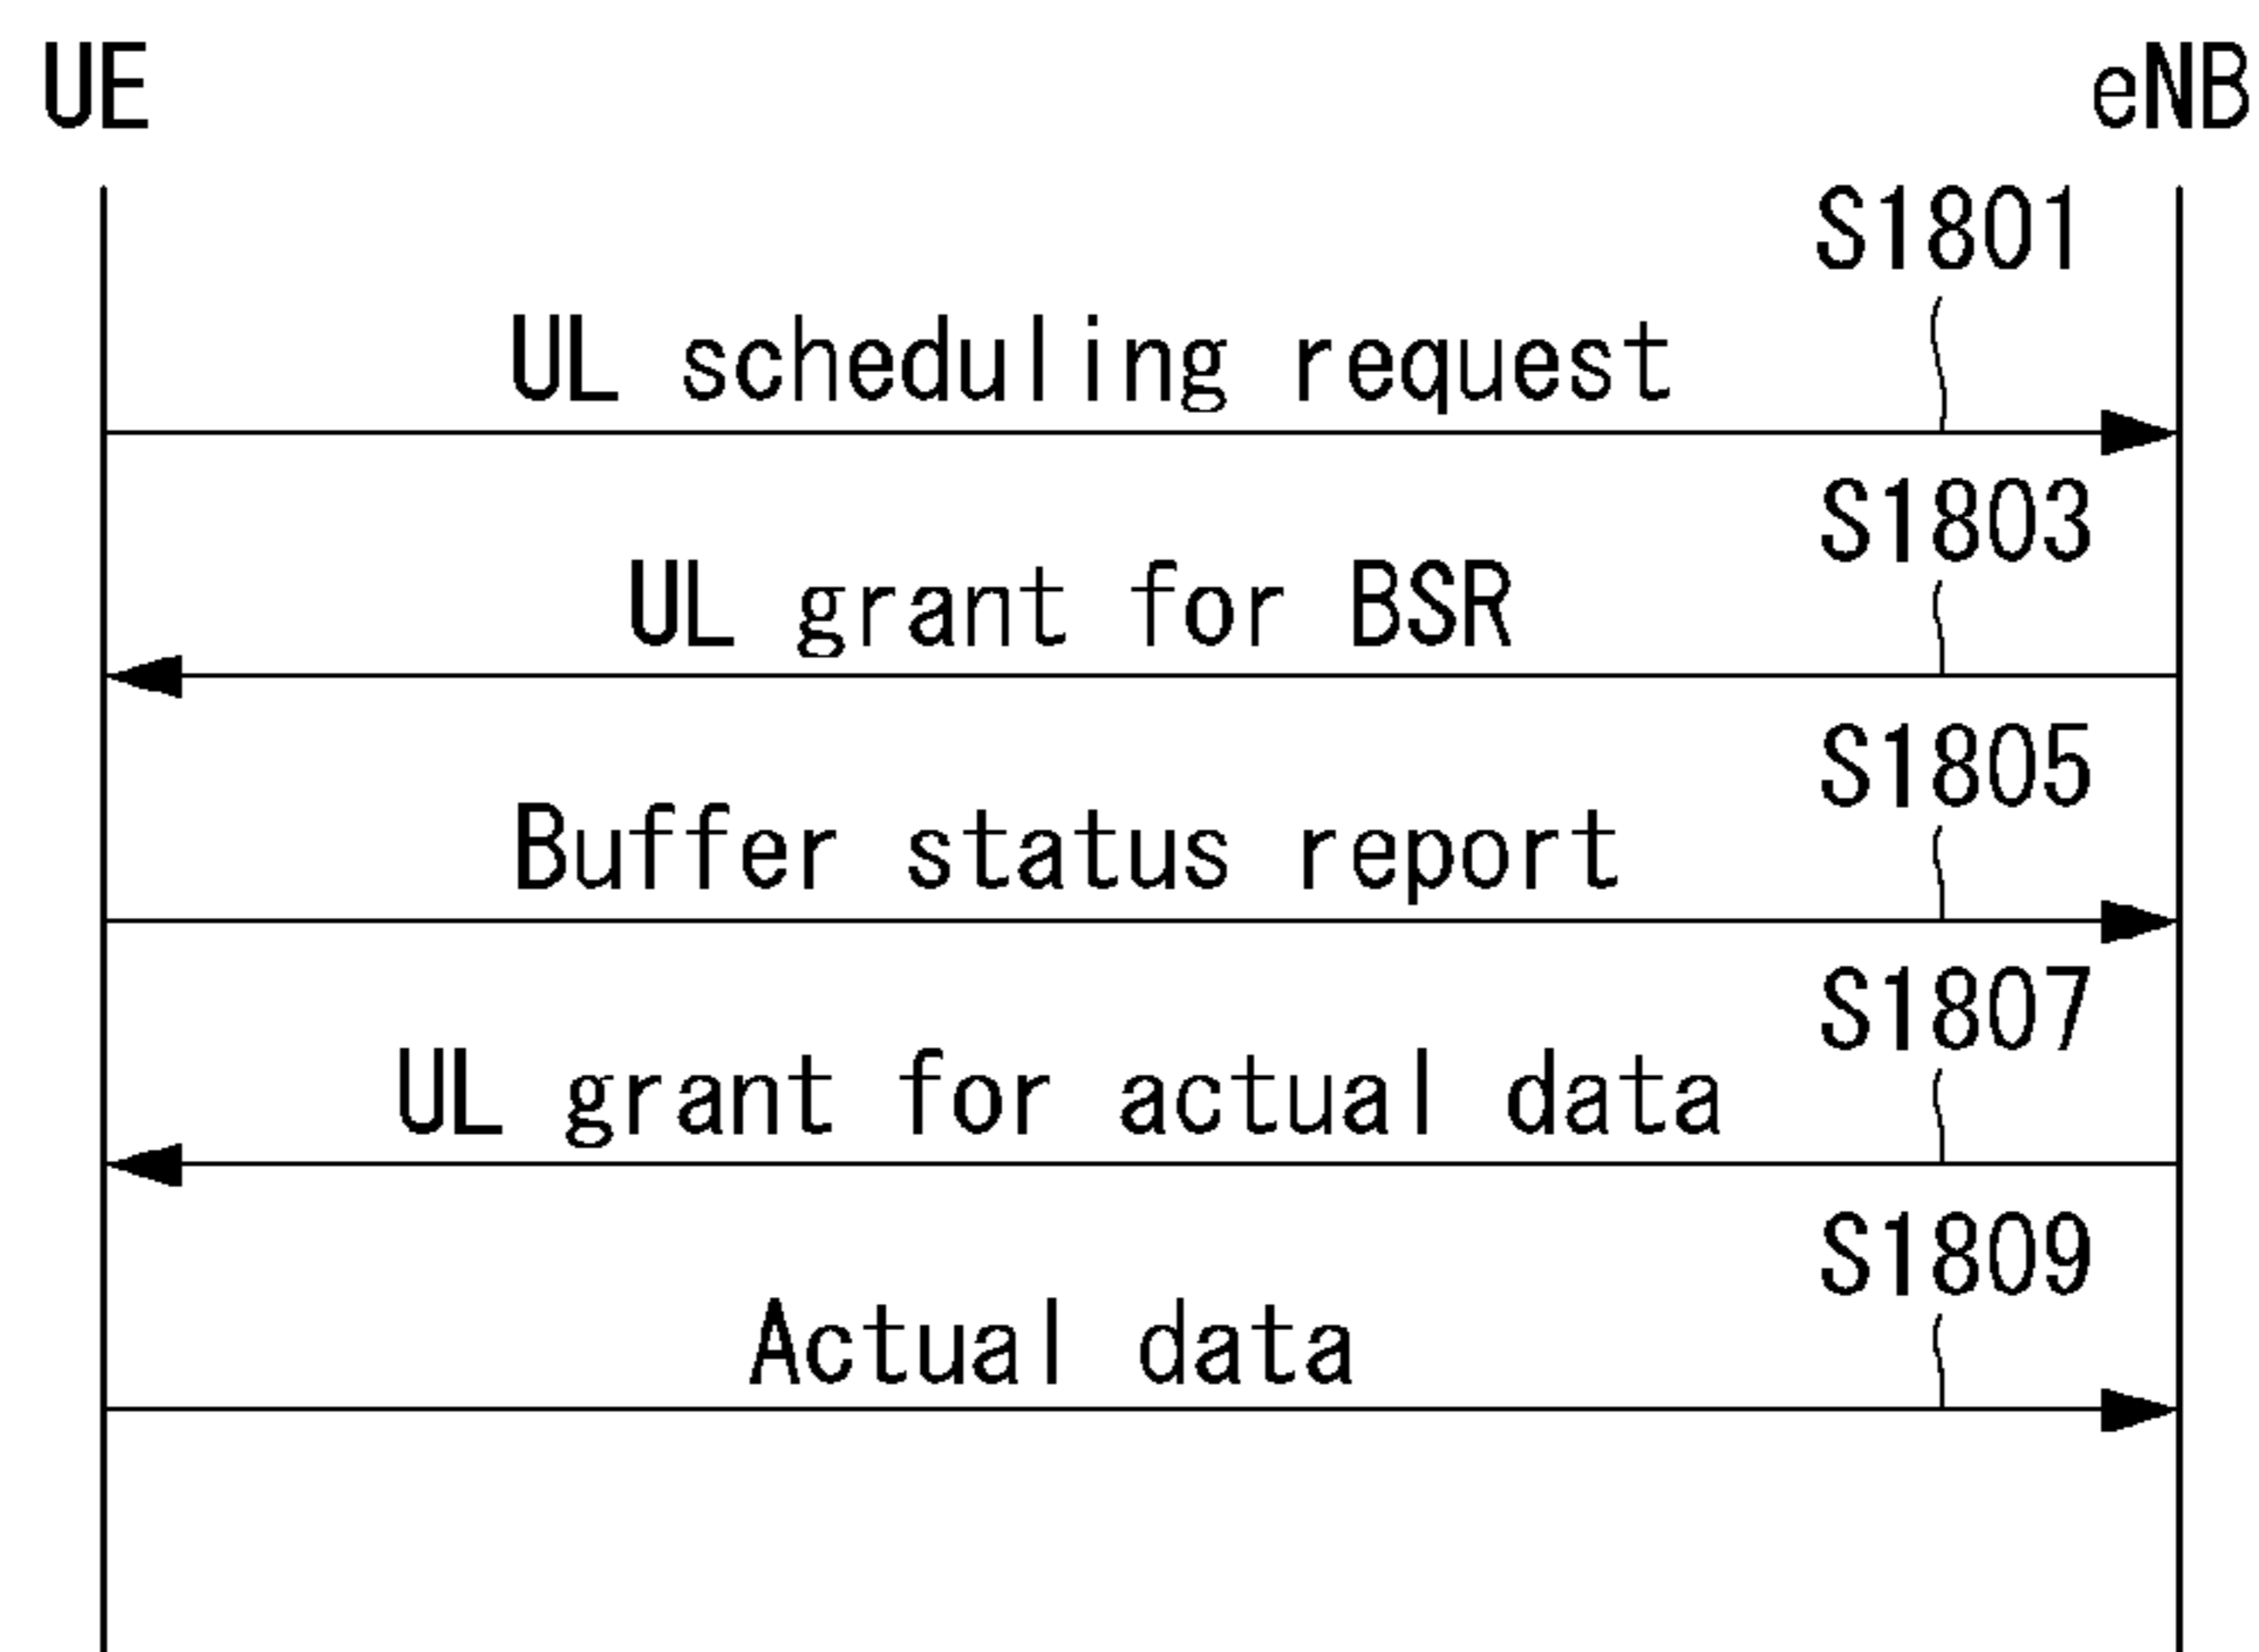 UE
eNB
S1801
UL scheduling request
S1803
UL grant for BSR
S1805
Buffer status report
S1807
UL grant for actual data
S1809
Actual data